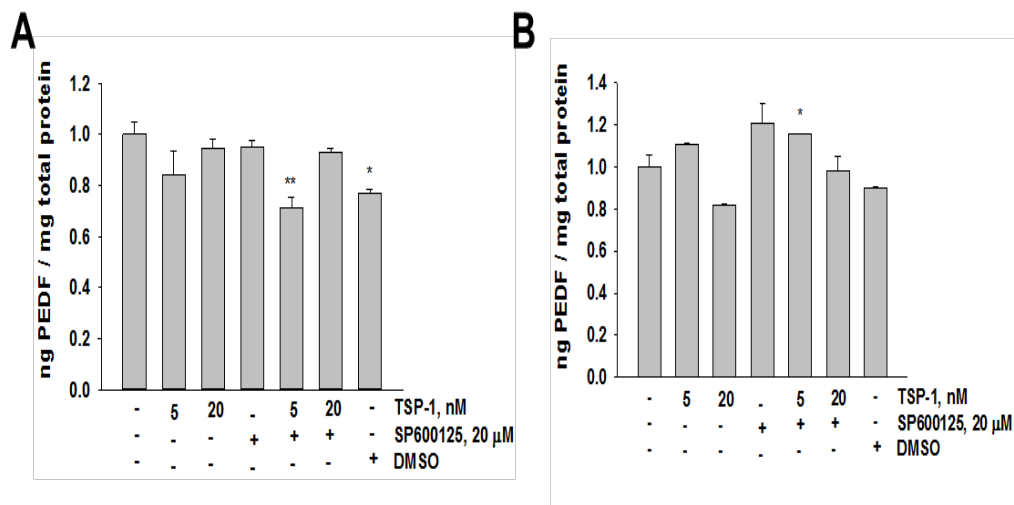 A
ng PEDF / mg total protein
1.2
1.0
0.8
0.6
0.4
0.2
0.0
**
*
- 5 20 - 5 20 - TSP-1, nM
- - - + + + - SP600125, 20 μM
- - - - - - + DMSO
B
ng PEDF / mg total protein
1.4
1.2
1.0
0.8
0.6
0.4
0.2
0.0
*
- 5 20 - 5 20 - TSP-1, nM
- - - + + + - SP600125, 20 μM
- - - - - - + DMSO